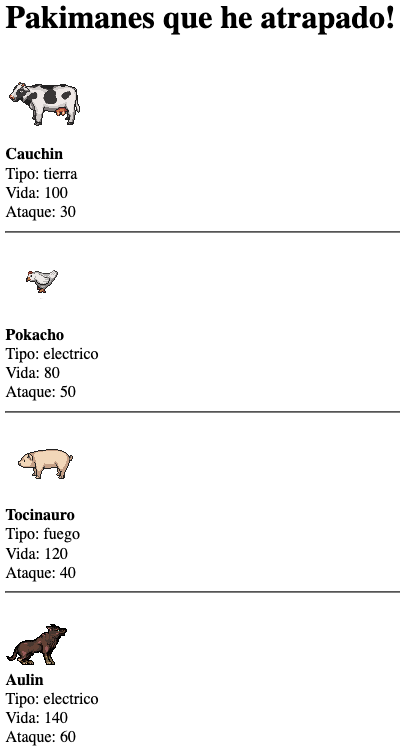 Pakimanes que he atrapado!
Cauchin
Tipo: tierra
Vida: 100
Ataque: 30
Pokacho
Tipo: electrico
Vida: 80
Ataque: 50
Tocinauro
Tipo: fuego
Vida: 120
Ataque: 40
Aulin
Tipo: electrico
Vida: 140
Ataque: 60